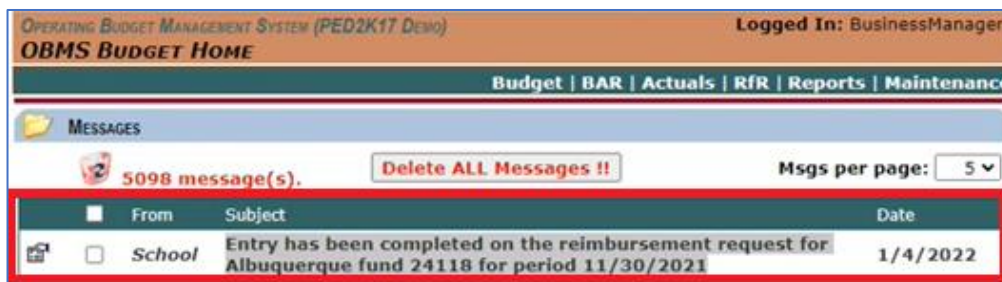 OPERATING BUDGET MANAGEMENT SYSTEM (PED2K17 DEMO) Logged In: BusinessManager
OBMS BUDGET HOME
Budget | BAR | Actuals | RfR | Reports | Maintenance
MESSAGES
5098 message(s). Delete ALL Messages !! Msgs per page: 5
From Subject Date
School Entry has been completed on the reimbursement request for 1/4/2022
Albuquerque fund 24118 for period 11/30/2021